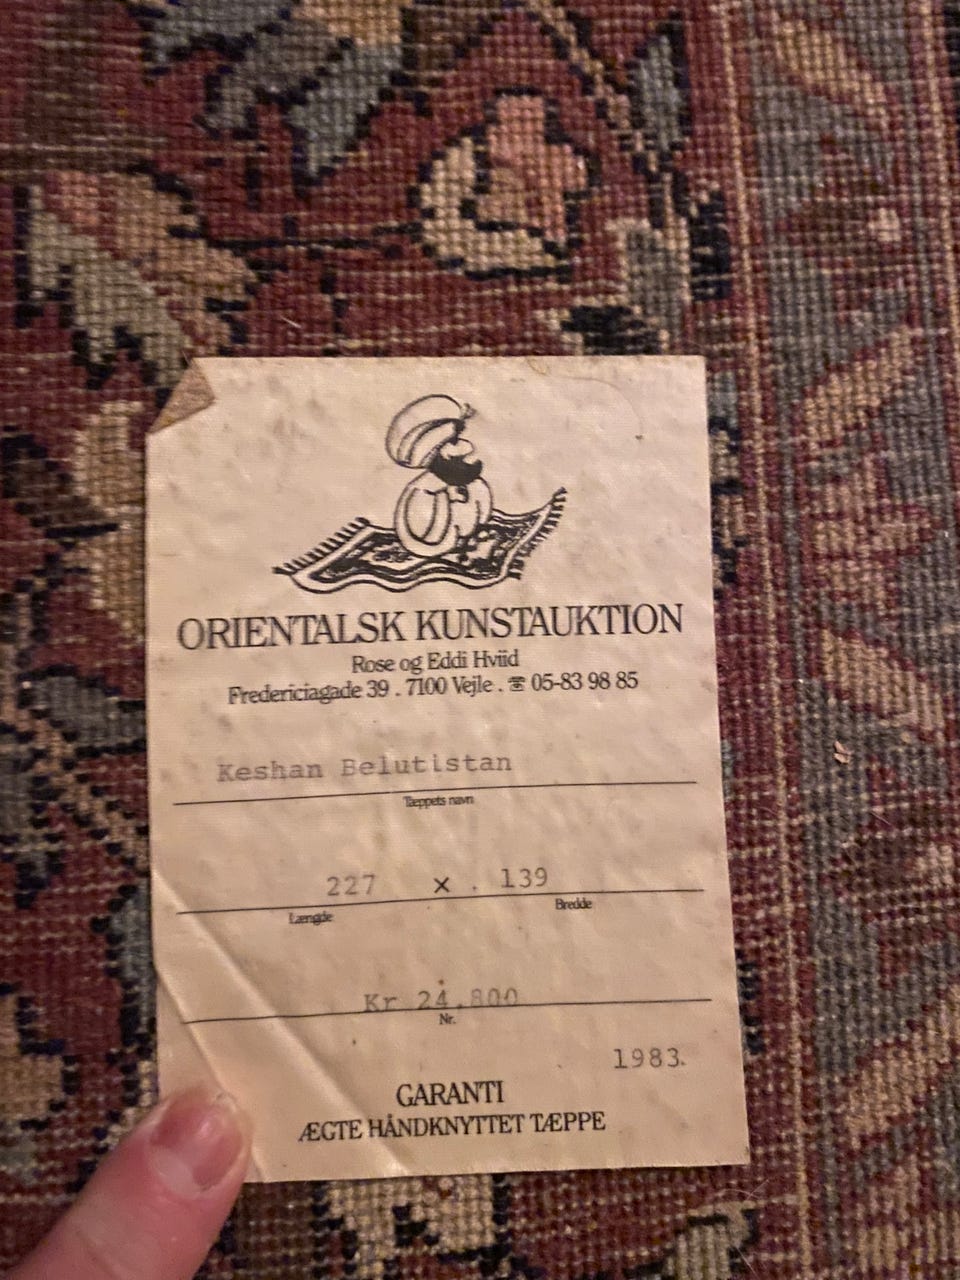 ORIENTALSK KUNSTAUKTION
Rose og Eddi Hviid
Fredericiagade 39 . 7100 Vejle . ☏ 05-83 98 85
Keshan Belutistan
Tæppets navn
227 × . 139
Længde Bredde
Kr 24.800
Nr.
1983.
GARANTI
ÆGTE HÅNDKNYTTET TÆPPE